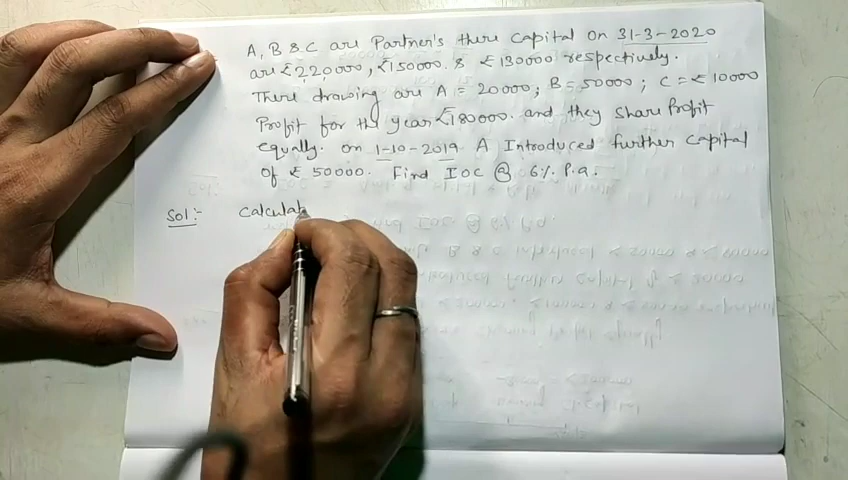 A, B & C are Partner's there Capital on 31-3-2020
are ₹220000, ₹150000. & ₹ 130000 respectively.
There drawing are A = 20000; B = 50000; C = ₹ 10000
Profit for the year ₹180000. and they share Profit
equally. on 1-10-2019 A Introduced further capital
of ₹ 50000. Find IOC @ 6% P.a.
Sol:- Calculat